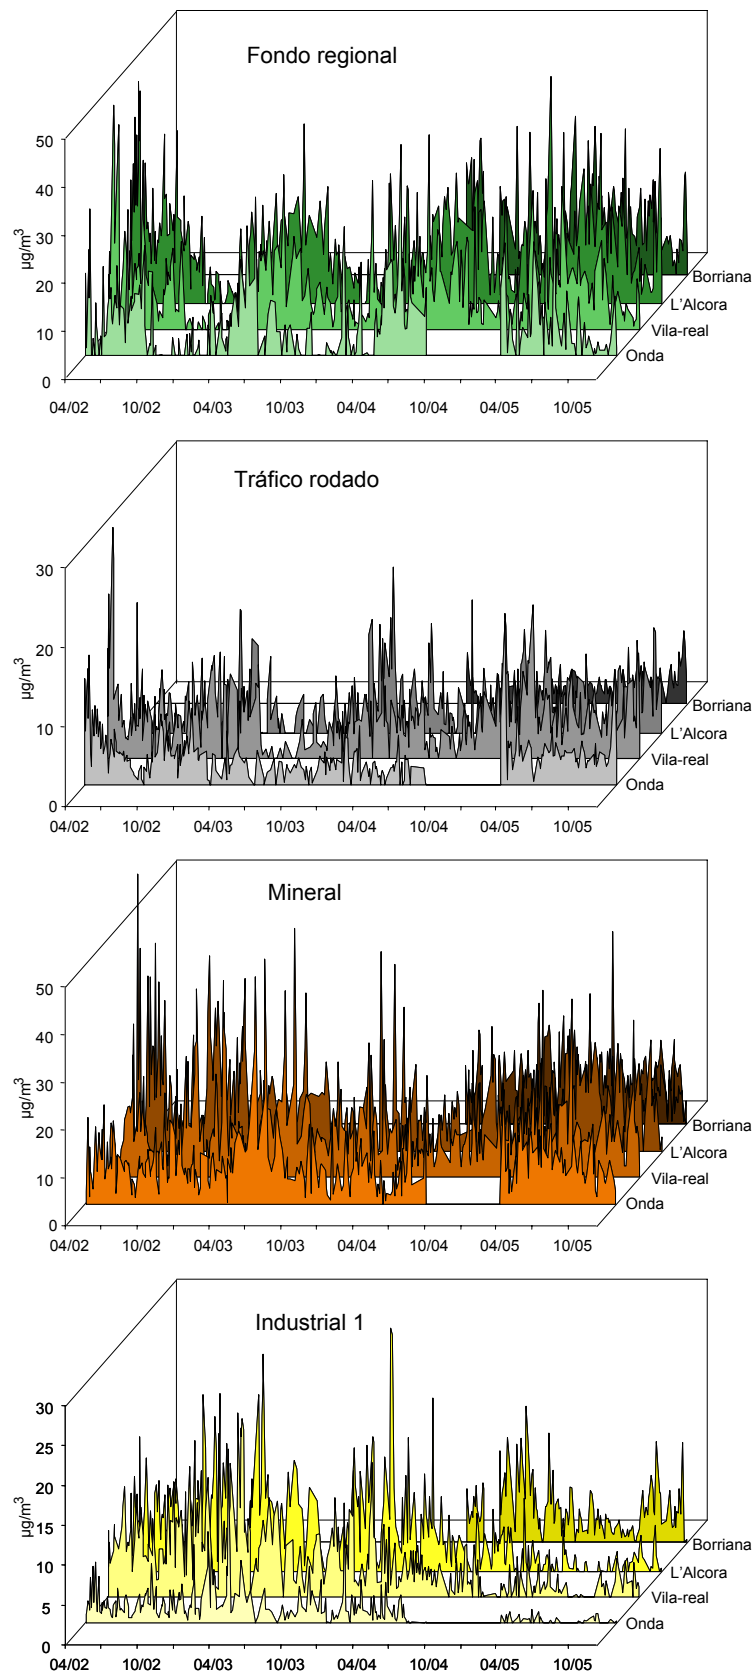 Fondo regional
50
40
30
20
10
0
µg/m³
Borriana
L'Alcora
Vila-real
Onda
04/02 10/02 04/03 10/03 04/04 10/04 04/05 10/05
Tráfico rodado
30
20
10
0
µg/m³
Borriana
L'Alcora
Vila-real
Onda
04/02 10/02 04/03 10/03 04/04 10/04 04/05 10/05
Mineral
50
40
30
20
10
0
µg/m³
Borriana
L'Alcora
Vila-real
Onda
04/02 10/02 04/03 10/03 04/04 10/04 04/05 10/05
Industrial 1
30
25
20
15
10
5
0
µg/m³
Borriana
L'Alcora
Vila-real
Onda
04/02 10/02 04/03 10/03 04/04 10/04 04/05 10/05